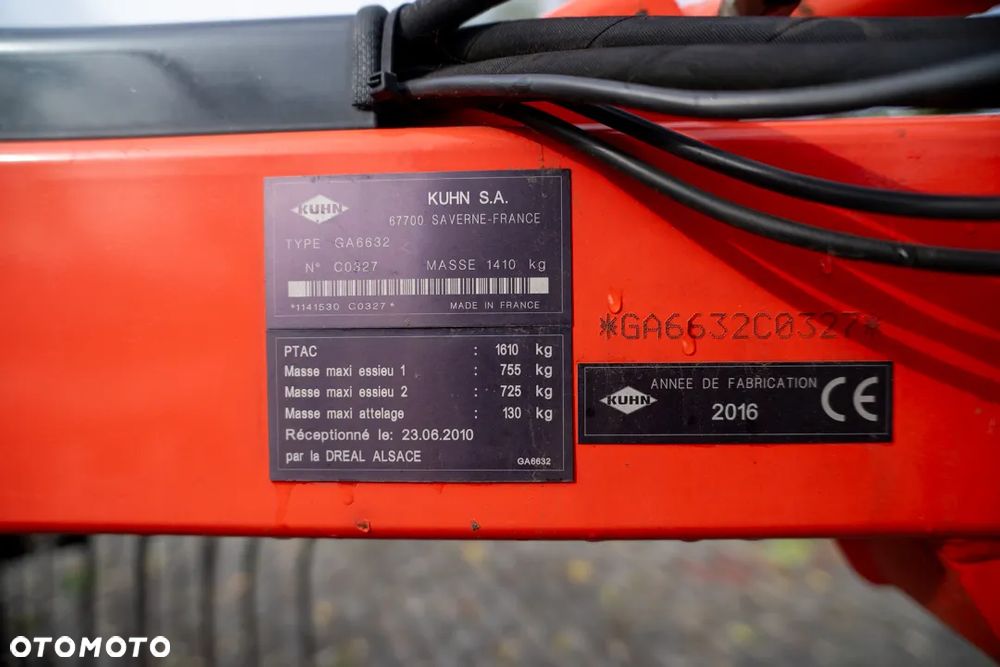 KUHN
KUHN S.A.
67700 SAVERNE-FRANCE
TYPE GA6632
N° C0327 MASSE 1410 kg
*1141530 C0327*
MADE IN FRANCE
PTAC : 1610 kg
Masse maxi essieu 1 : 755 kg
Masse maxi essieu 2 : 725 kg
Masse maxi attelage : 130 kg
Réceptionné le: 23.06.2010
par la DREAL ALSACE
GA6632
*GA6632C0327*
KUHN
ANNEE DE FABRICATION
2016
CE
OTOMOTO